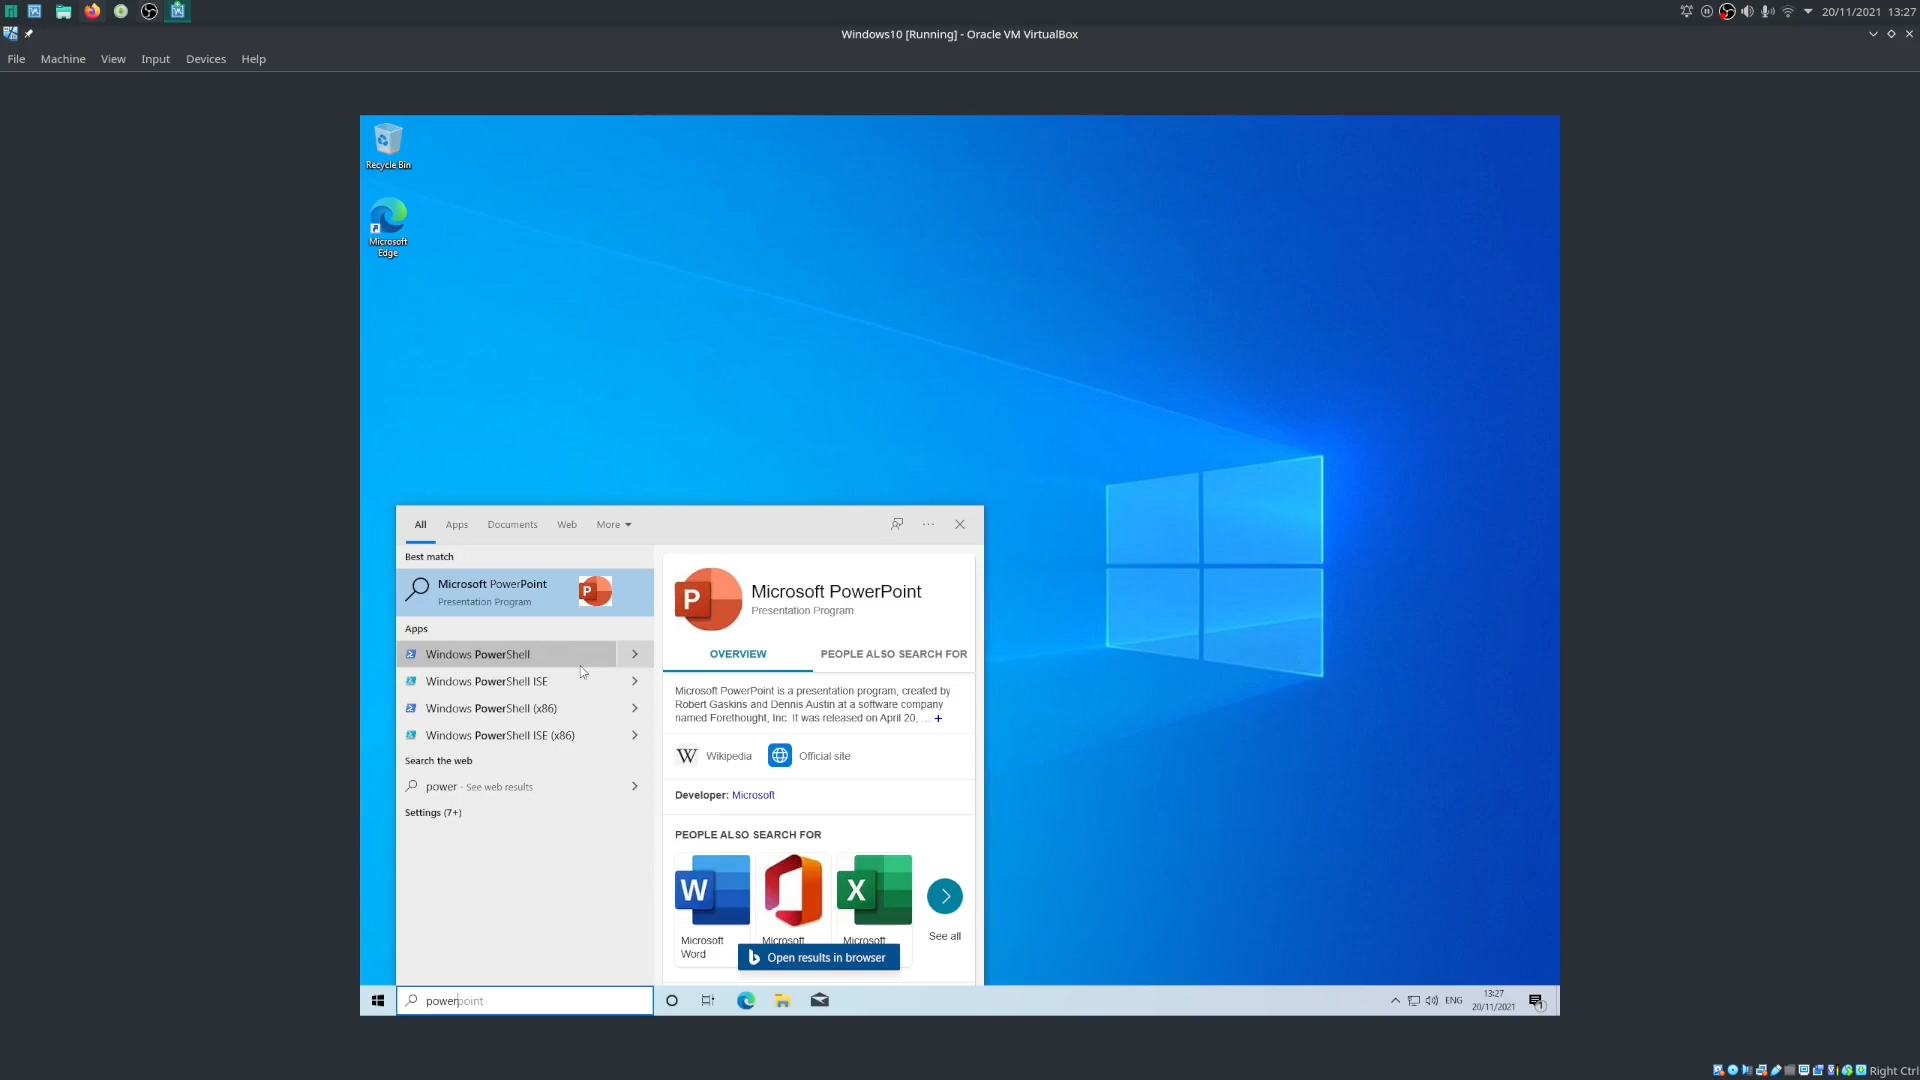 20/11/2021 13:27
Windows10 [Running] - Oracle VM VirtualBox
File Machine View Input Devices Help
Recycle Bin
Microsoft
Edge
All Apps Documents Web More
Best match
Microsoft PowerPoint
Presentation Program
Apps
Windows PowerShell
Windows PowerShell ISE
Windows PowerShell (x86)
Windows PowerShell ISE (x86)
Search the web
power - See web results
Settings (7+)
P
Microsoft PowerPoint
Presentation Program
OVERVIEW PEOPLE ALSO SEARCH FOR
Microsoft PowerPoint is a presentation program, created by
Robert Gaskins and Dennis Austin at a software company
named Forethought, Inc. It was released on April 20, ... +
W Wikipedia Official site
Developer: Microsoft
PEOPLE ALSO SEARCH FOR
W X
Microsoft Microsoft Microsoft See all
Word
Open results in browser
powerpoint
ENG
13:27
20/11/2021
1
Right Ctrl